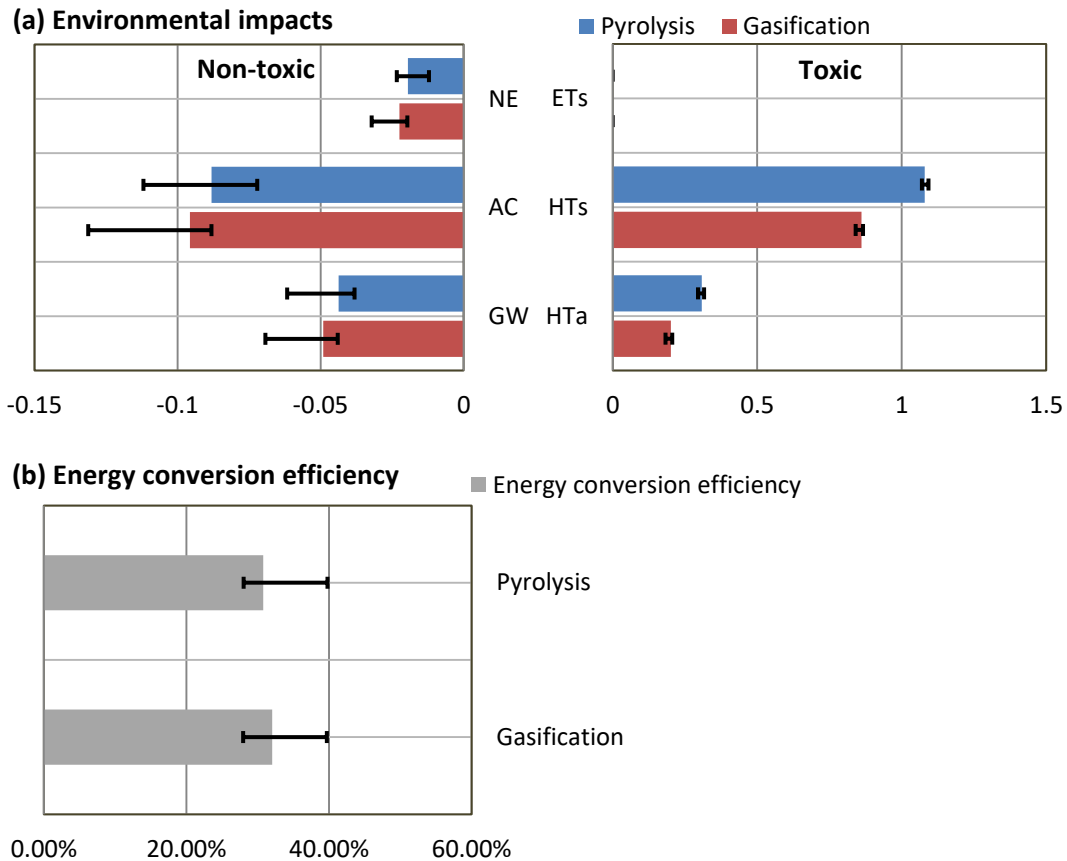 (a) Environmental impacts
Pyrolysis Gasification
Non-toxic
Toxic
NE ETs
AC HTs
GW HTa
-0.15 -0.1 -0.05 0
0 0.5 1 1.5
(b) Energy conversion efficiency
Energy conversion efficiency
Pyrolysis
Gasification
0.00% 20.00% 40.00% 60.00%